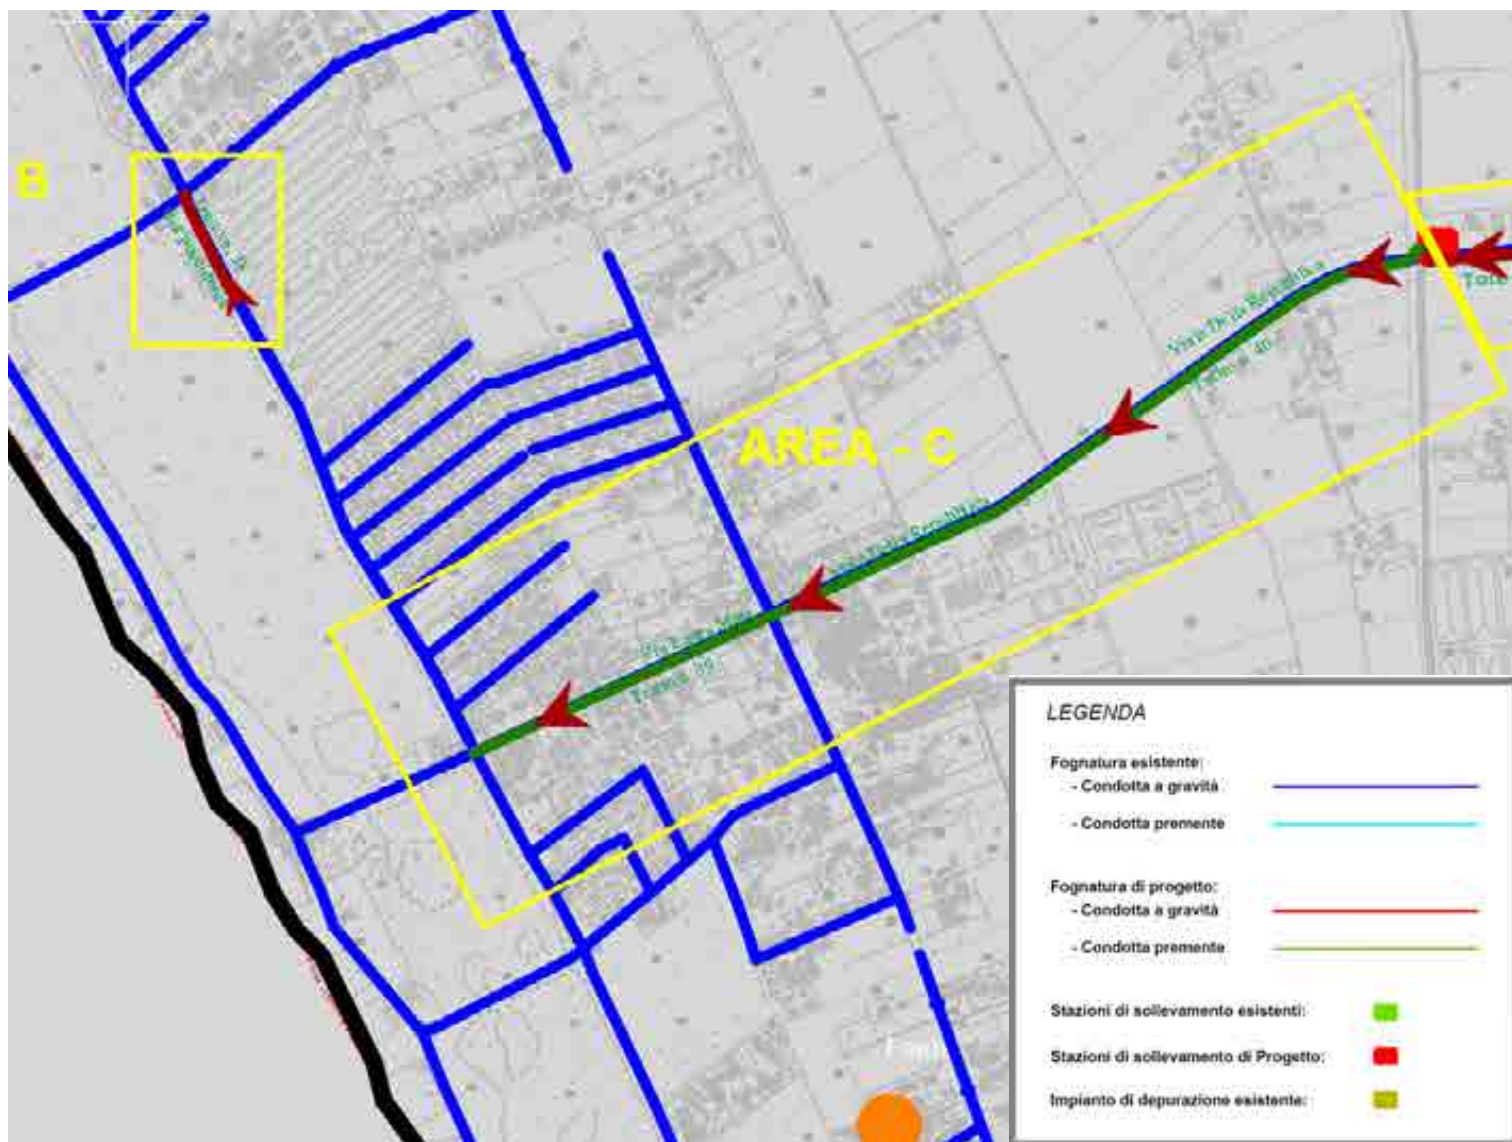 B
AREA - C
LEGENDA
Fognatura esistente:
- Condotta a gravità
- Condotta premente
Fognatura di progetto:
- Condotta a gravità
- Condotta premente
Stazioni di sollevamento esistenti:
Stazioni di sollevamento di Progetto:
Impianto di depurazione esistente: